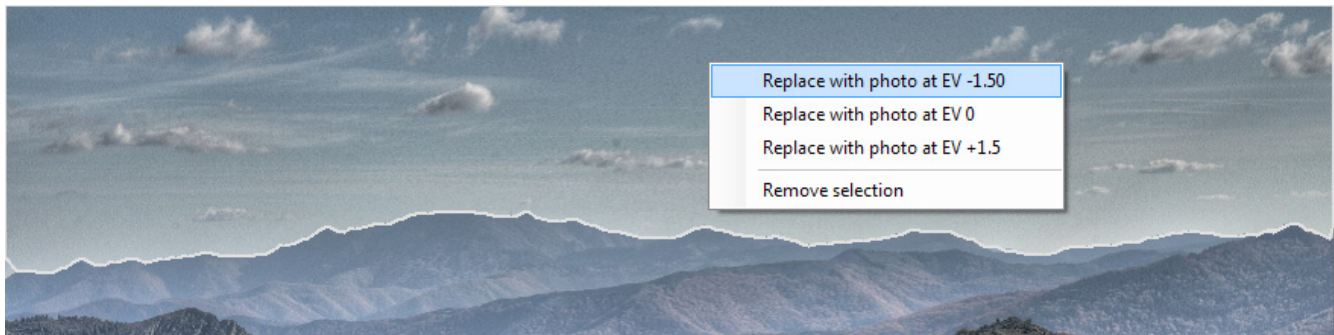 Replace with photo at EV -1.50
Replace with photo at EV 0
Replace with photo at EV +1.5
Remove selection